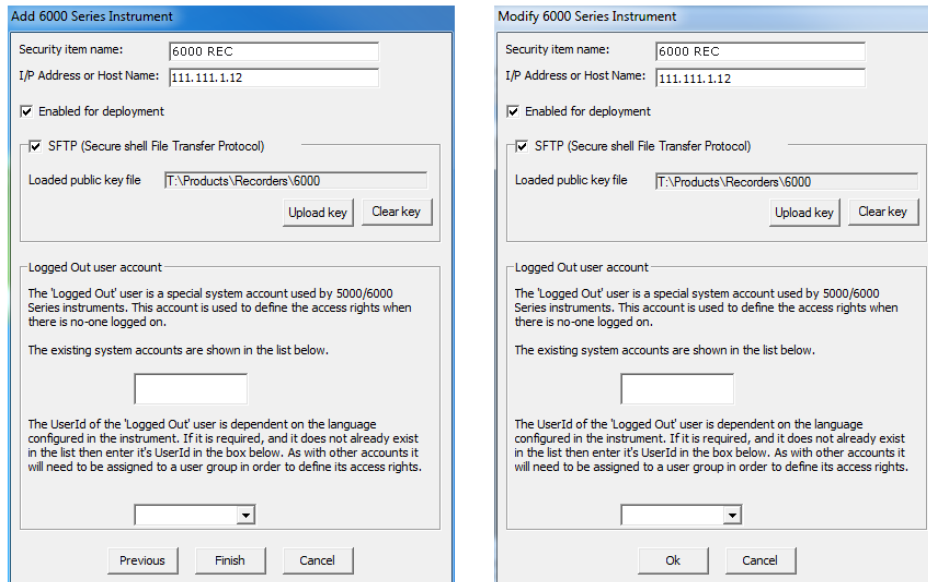 Add 6000 Series Instrument
Security item name: 6000 REC
I/P Address or Host Name: 111.111.1.12
Enabled for deployment
SFTP (Secure shell File Transfer Protocol)
Loaded public key file T:\Products\Recorders\6000
Upload key Clear key
Logged Out user account
The 'Logged Out' user is a special system account used by 5000/6000
Series instruments. This account is used to define the access rights when
there is no-one logged on.
The existing system accounts are shown in the list below.
The UserId of the 'Logged Out' user is dependent on the language
configured in the instrument. If it is required, and it does not already exist
in the list then enter it's UserId in the box below. As with other accounts it
will need to be assigned to a user group in order to define its access rights.
Previous Finish Cancel
Modify 6000 Series Instrument
Security item name: 6000 REC
I/P Address or Host Name: 111.111.1.12
Enabled for deployment
SFTP (Secure shell File Transfer Protocol)
Loaded public key file T:\Products\Recorders\6000
Upload key Clear key
Logged Out user account
The 'Logged Out' user is a special system account used by 5000/6000
Series instruments. This account is used to define the access rights when
there is no-one logged on.
The existing system accounts are shown in the list below.
The UserId of the 'Logged Out' user is dependent on the language
configured in the instrument. If it is required, and it does not already exist
in the list then enter it's UserId in the box below. As with other accounts it
will need to be assigned to a user group in order to define its access rights.
Ok Cancel